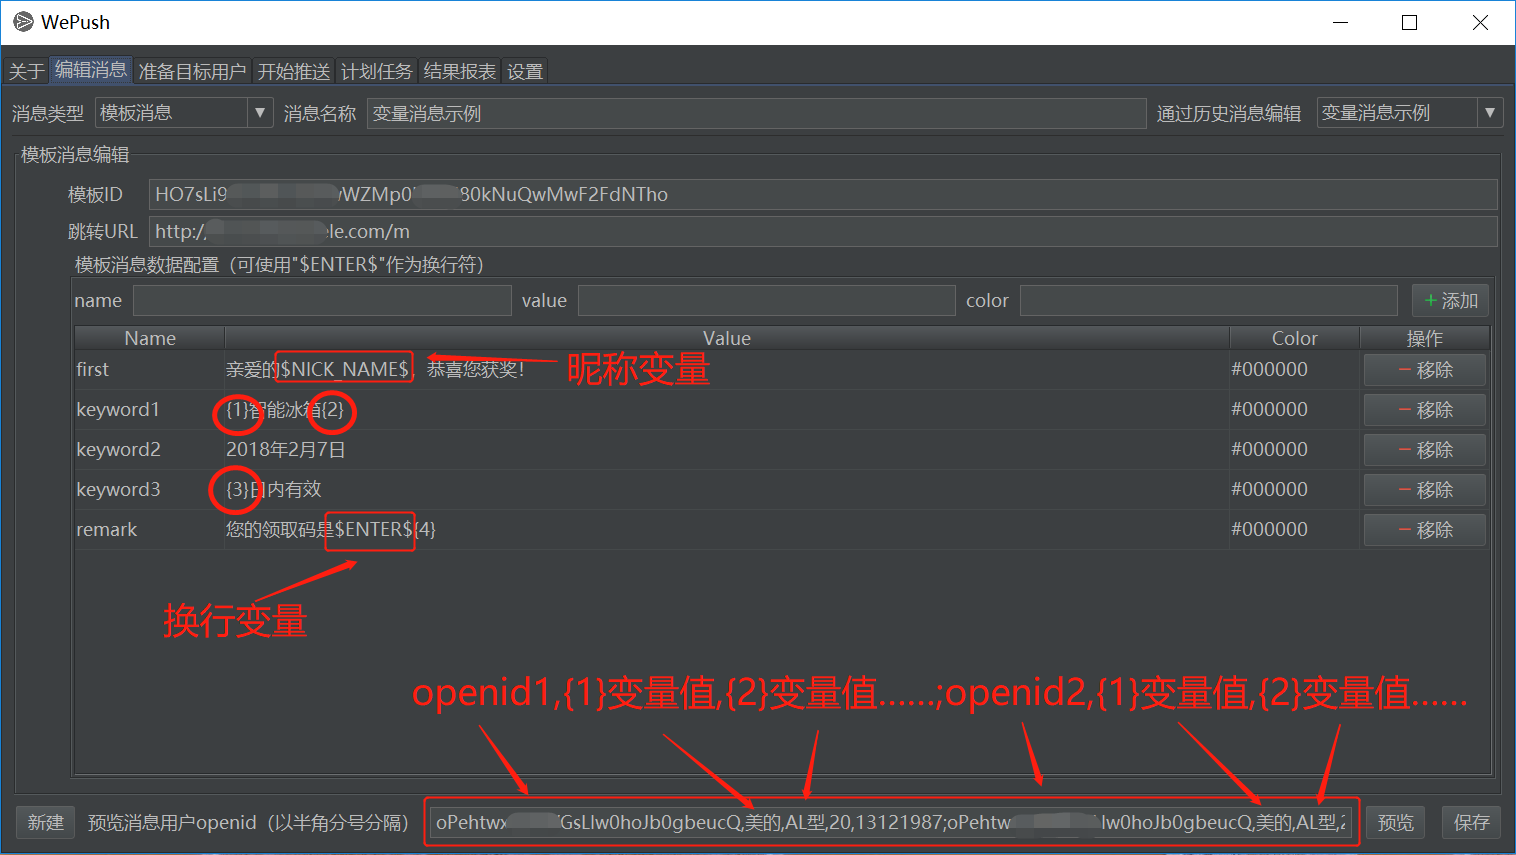 WePush
关于 编辑消息 准备目标用户 开始推送 计划任务 结果报表 设置
消息类型 模板消息 消息名称 变量消息示例 通过历史消息编辑 变量消息示例
模板消息编辑
模板ID HO7sLi9 WZMp0 80kNuQwMwF2FdNTho
跳转URL http:/ le.com/m
模板消息数据配置（可使用"$ENTER$"作为换行符）
name value color +添加
Name Value Color 操作
first 亲爱的$NICK_NAME$，恭喜您获奖！ #000000 −移除
昵称变量
keyword1 {1}智能冰箱{2} #000000 −移除
keyword2 2018年2月7日 #000000 −移除
keyword3 {3}日内有效 #000000 −移除
remark 您的领取码是$ENTER${4} #000000 −移除
换行变量
openid1,{1}变量值,{2}变量值......;openid2,{1}变量值,{2}变量值......
新建 预览消息用户openid（以半角分号分隔） oPehtw GsLlw0hoJb0gbeucQ,美的,AL型,20,13121987;oPehtw lw0hoJb0gbeucQ,美的,AL型, 预览 保存